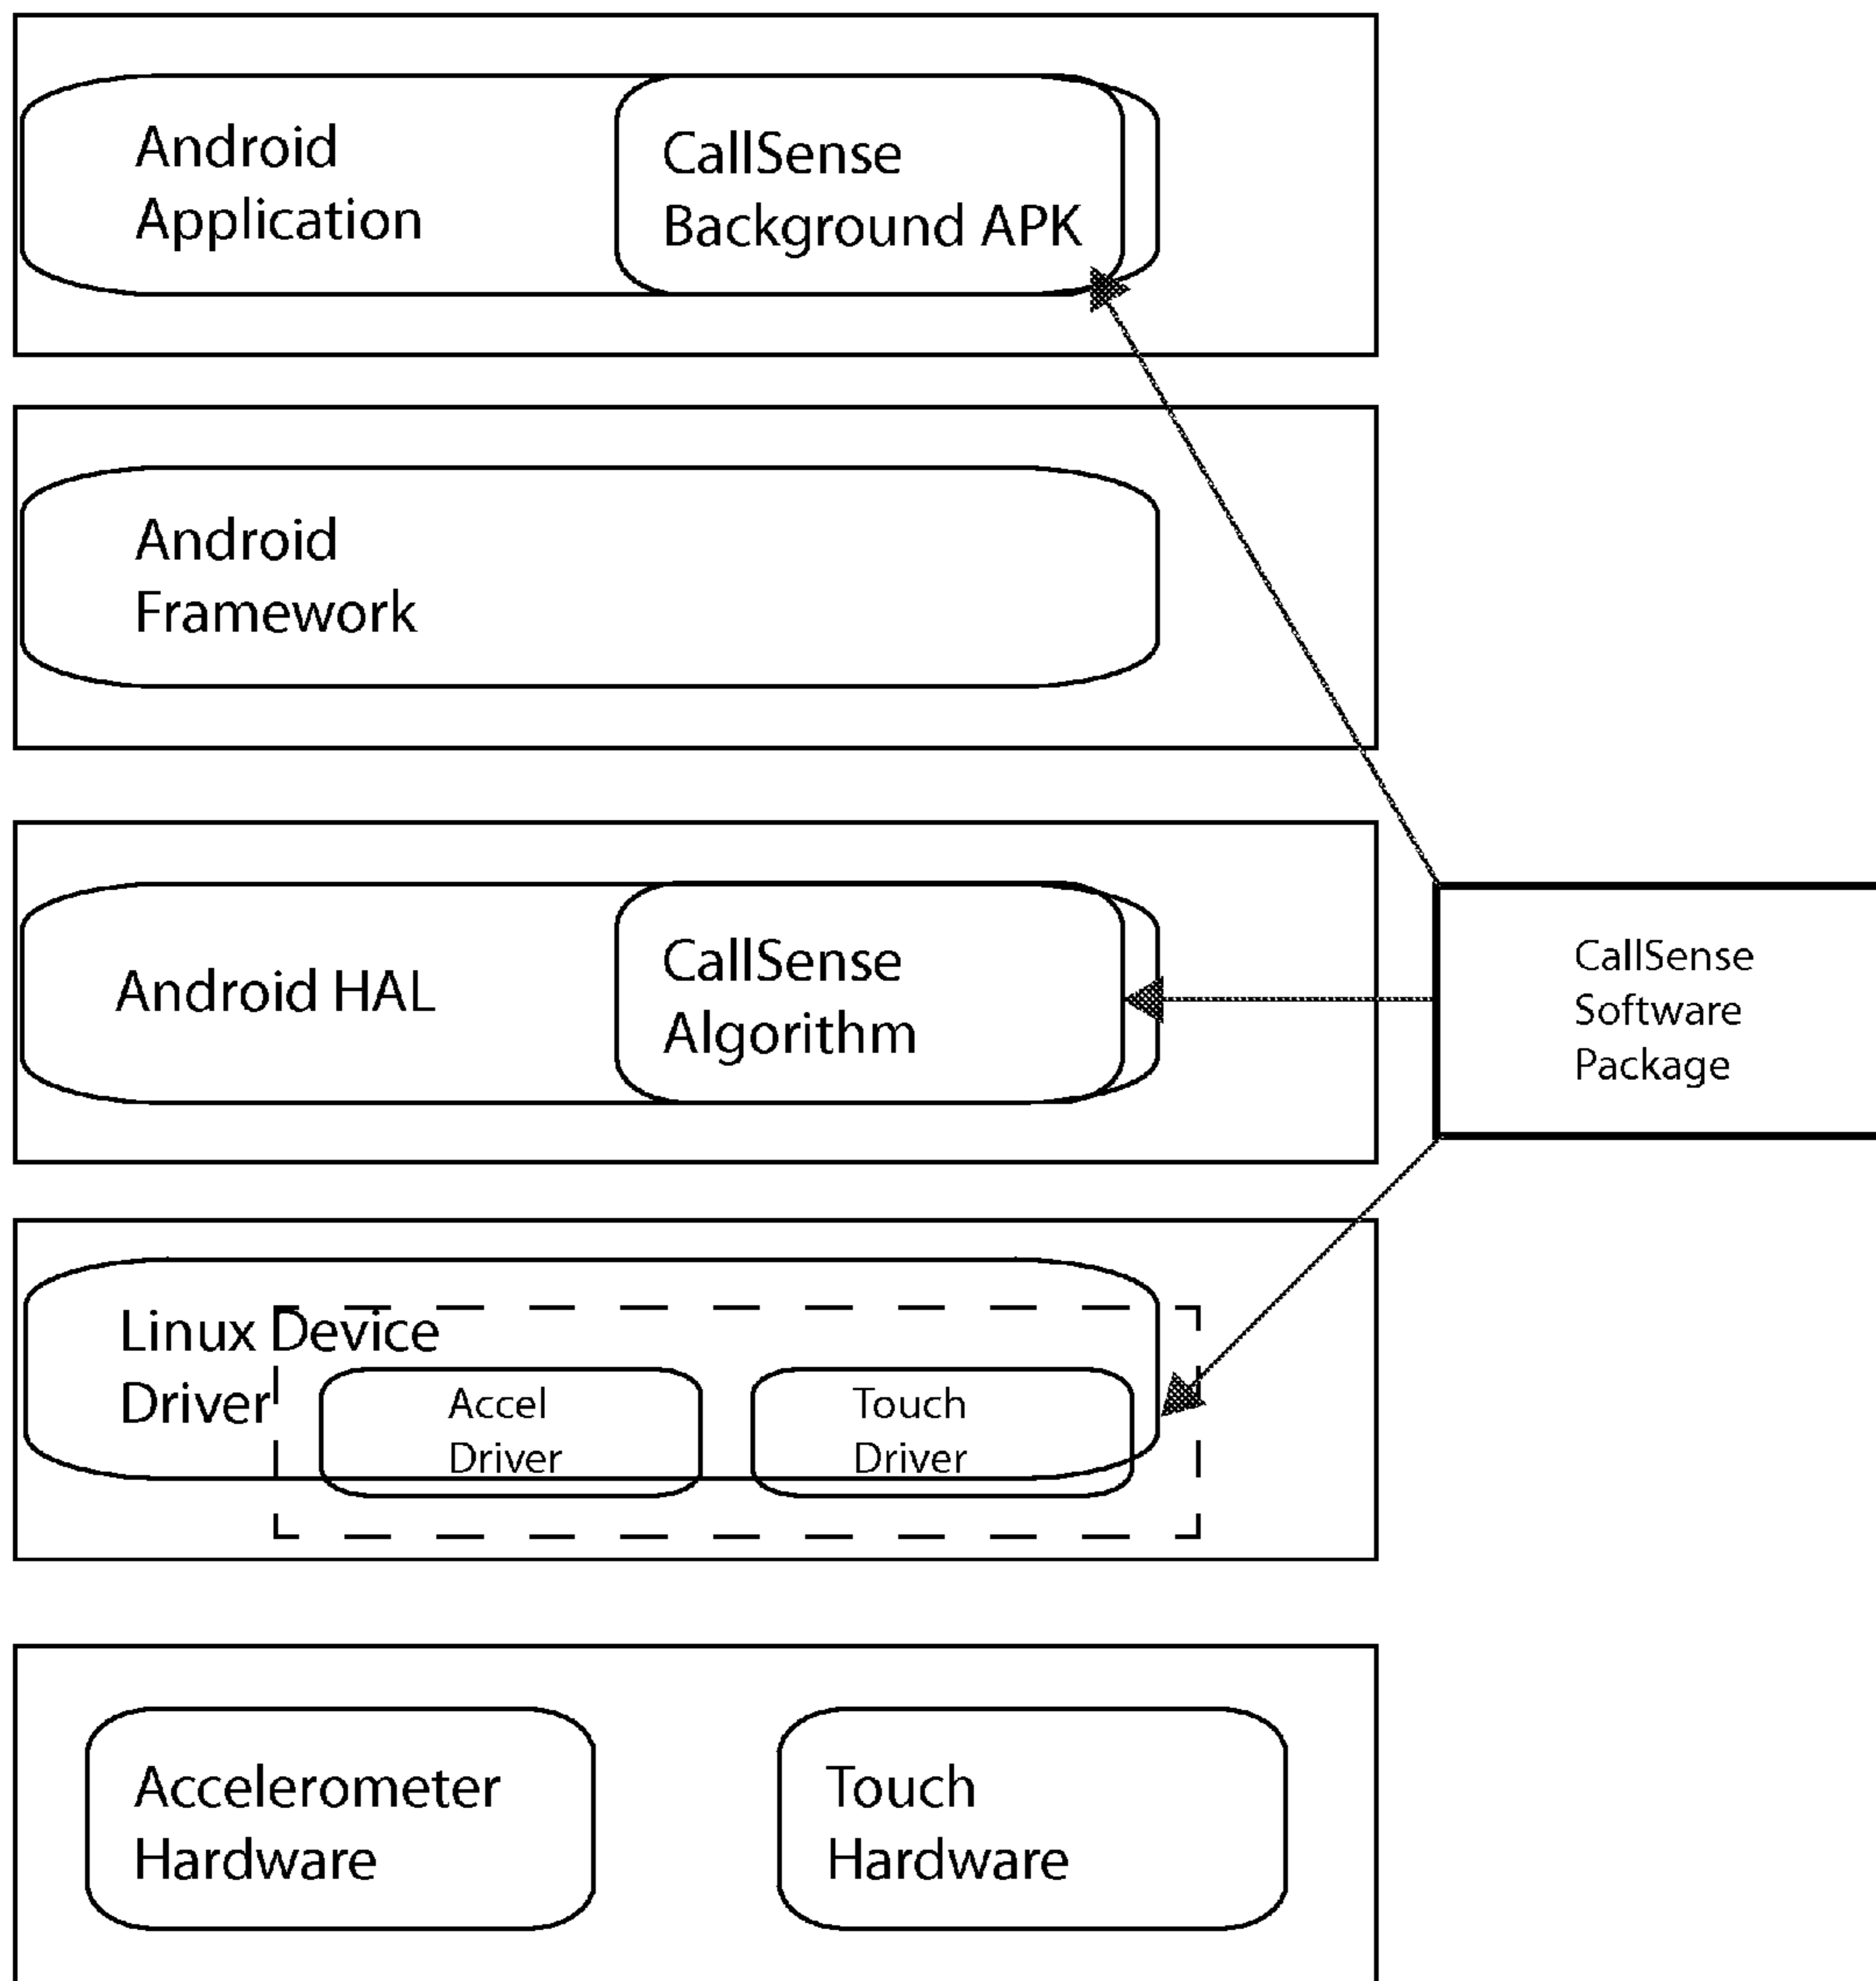 Android
Application
CallSense
Background APK
Android
Framework
Android HAL
CallSense
Algorithm
CallSense
Software
Package
Linux Device
Driver
Accel
Driver
Touch
Driver
Accelerometer
Hardware
Touch
Hardware